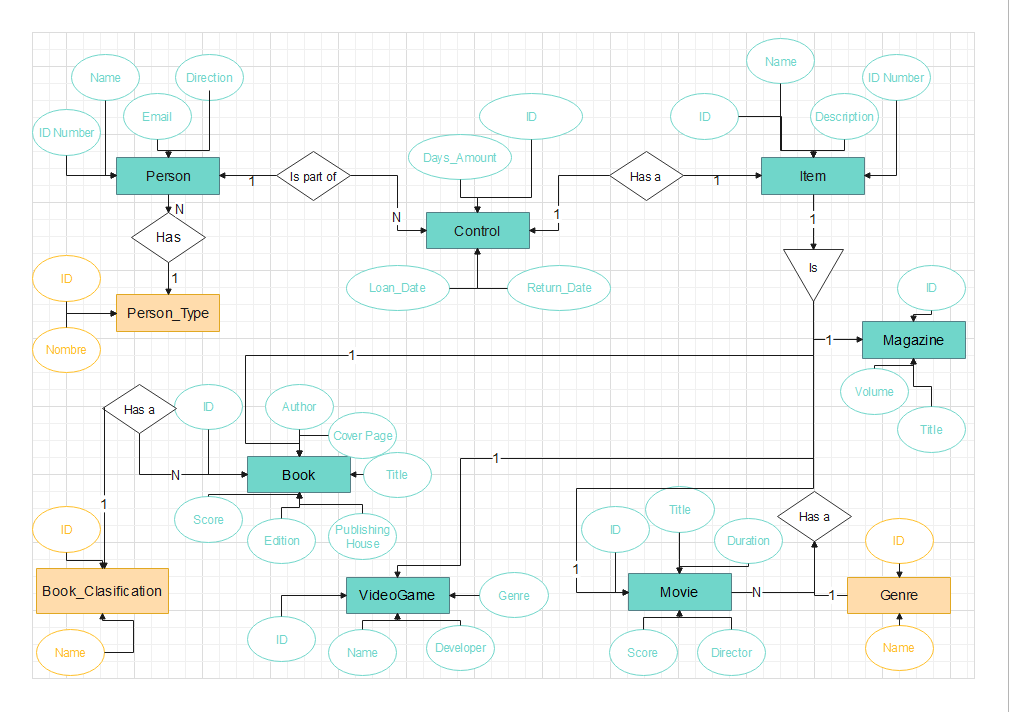 Name
Direction
Name
ID Number
Email
ID
ID
Description
ID Number
Days_Amount
Person
1
Is part of
Has a
1
Item
N
N
1
1
Control
Has
Is
ID
1
Loan_Date
Return_Date
ID
Person_Type
1
Magazine
Nombre
1
Volume
Has a
ID
Author
Title
Cover Page
1
N
Book
Title
1
Score
Title
Has a
ID
Edition
Publishing
House
ID
Duration
ID
1
Book_Clasification
VideoGame
Genre
Movie
N
1
Genre
ID
Name
Developer
Name
Name
Score
Director
Name